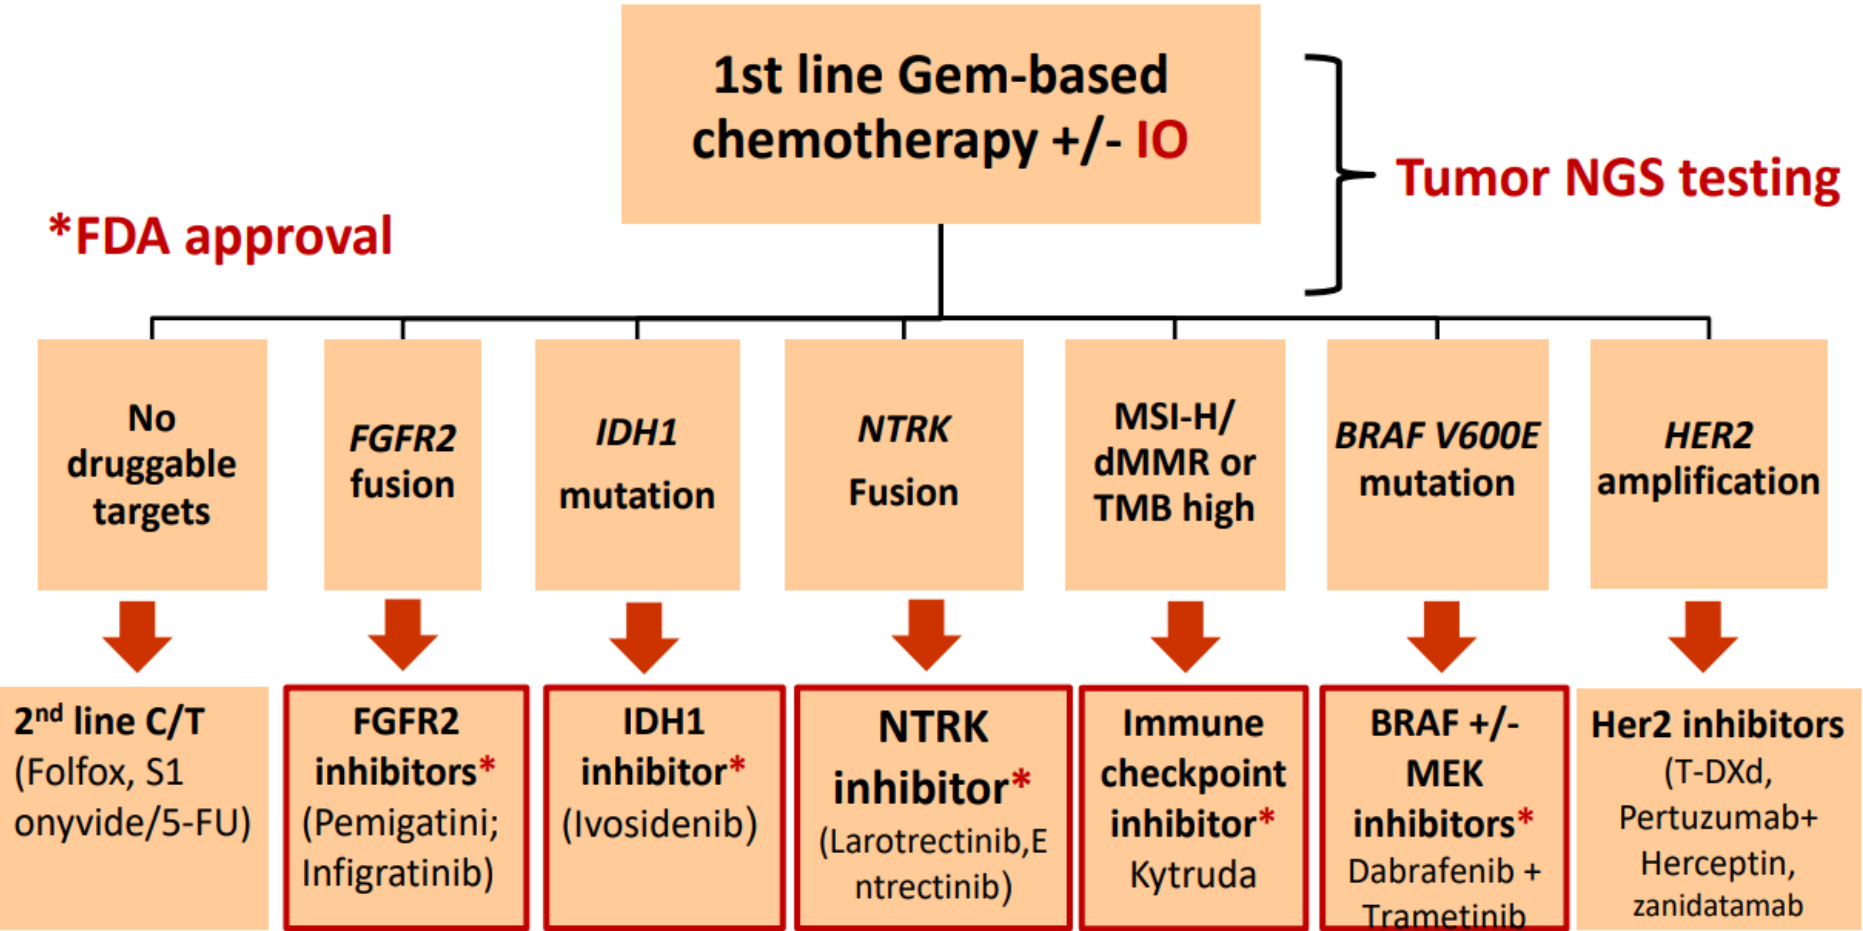 1st line Gem-based
chemotherapy +/- IO
Tumor NGS testing
*FDA approval
No
druggable
targets
FGFR2
fusion
IDH1
mutation
NTRK
Fusion
MSI-H/
dMMR or
TMB high
BRAF V600E
mutation
HER2
amplification
2nd line C/T
(Folfox, S1
onyvide/5-FU)
FGFR2
inhibitors*
(Pemigatini;
Infigratinib)
IDH1
inhibitor*
(Ivosidenib)
NTRK
inhibitor*
(Larotrectinib,E
ntrectinib)
Immune
checkpoint
inhibitor*
Kytruda
BRAF +/-
MEK
inhibitors*
Dabrafenib +
Trametinib
Her2 inhibitors
(T-DXd,
Pertuzumab+
Herceptin,
zanidatamab